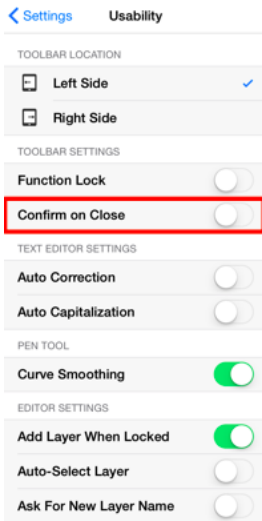 Settings Usability
TOOLBAR LOCATION
Left Side
Right Side
TOOLBAR SETTINGS
Function Lock
Confirm on Close
TEXT EDITOR SETTINGS
Auto Correction
Auto Capitalization
PEN TOOL
Curve Smoothing
EDITOR SETTINGS
Add Layer When Locked
Auto-Select Layer
Ask For New Layer Name